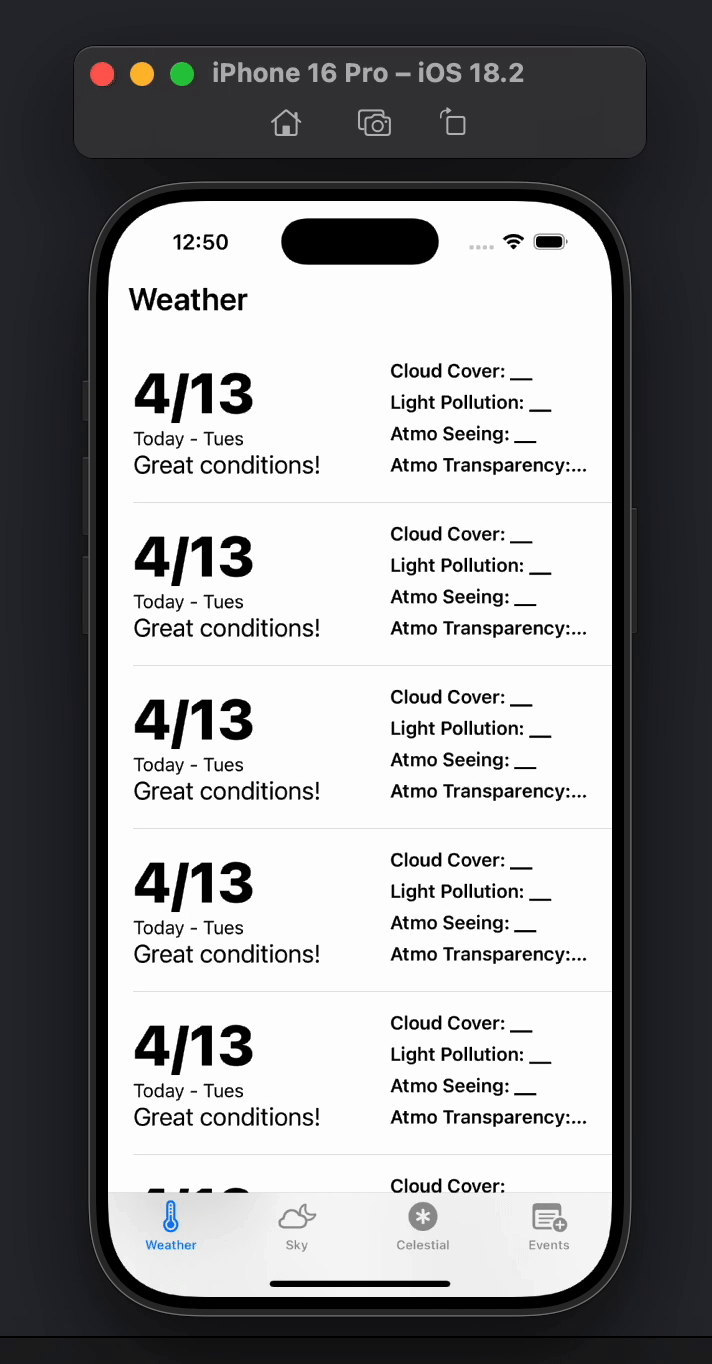 iPhone 16 Pro – iOS 18.2
12:50
Weather
4/13
Today - Tues
Great conditions!
Cloud Cover: __
Light Pollution: __
Atmo Seeing: __
Atmo Transparency:...
4/13
Today - Tues
Great conditions!
Cloud Cover: __
Light Pollution: __
Atmo Seeing: __
Atmo Transparency:...
4/13
Today - Tues
Great conditions!
Cloud Cover: __
Light Pollution: __
Atmo Seeing: __
Atmo Transparency:...
4/13
Today - Tues
Great conditions!
Cloud Cover: __
Light Pollution: __
Atmo Seeing: __
Atmo Transparency:...
4/13
Today - Tues
Great conditions!
Cloud Cover: __
Light Pollution: __
Atmo Seeing: __
Atmo Transparency:...
4/13
Cloud Cover:
Weather
Sky
Celestial
Events